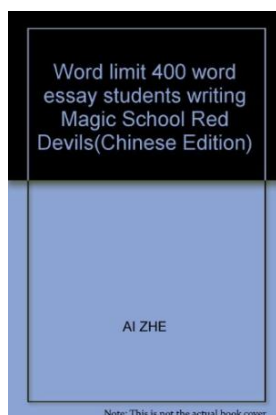 Word limit 400 word
essay students writing
Magic School Red
Devils(Chinese Edition)
AI ZHE
Note: This is not the actual book cover